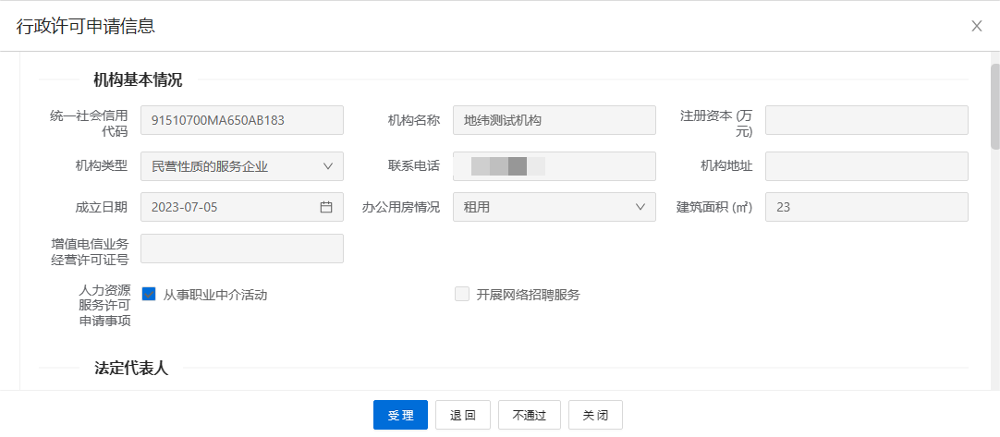 行政许可申请信息
机构基本情况
统一社会信用
代码
91510700MA650AB183
机构名称
地纬测试机构
注册资本 (万
元)
机构类型
民营性质的服务企业
联系电话
机构地址
成立日期
2023-07-05
办公用房情况
租用
建筑面积 (㎡)
23
增值电信业务
经营许可证号
人力资源
服务许可
申请事项
从事职业中介活动
开展网络招聘服务
法定代表人
受 理
退 回
不通过
关 闭